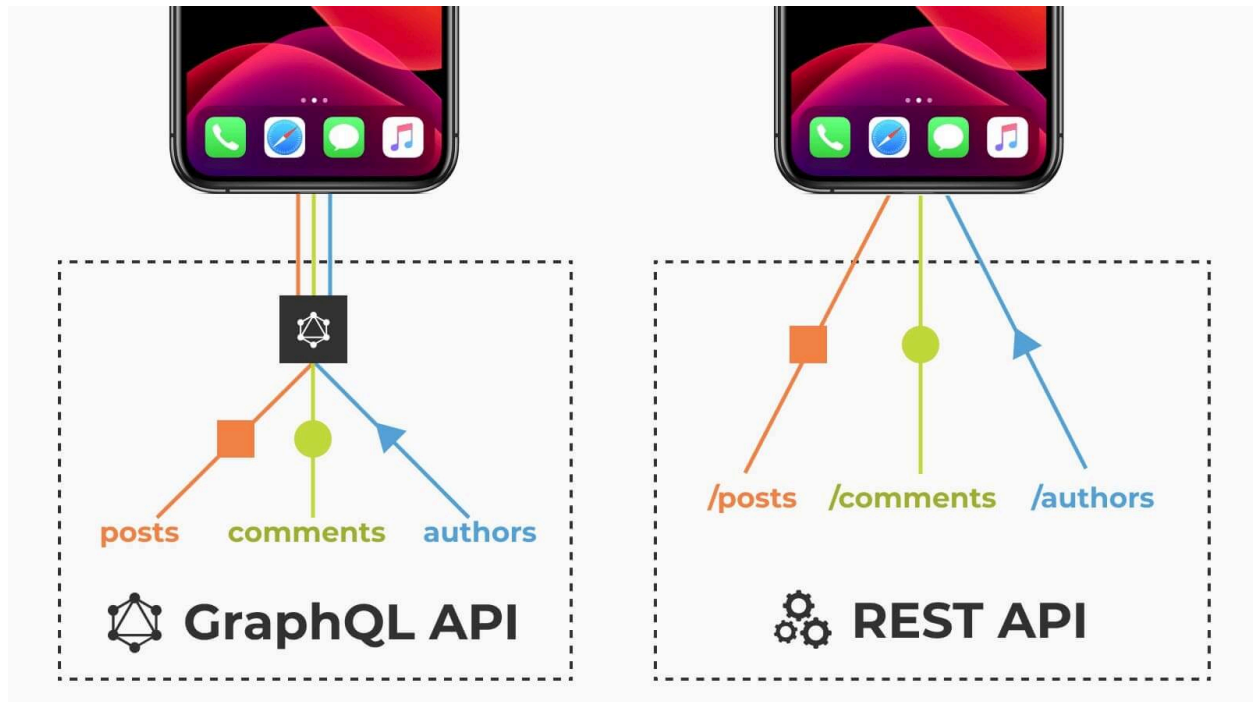 posts
comments
authors
GraphQL API
/posts
/comments
/authors
REST API